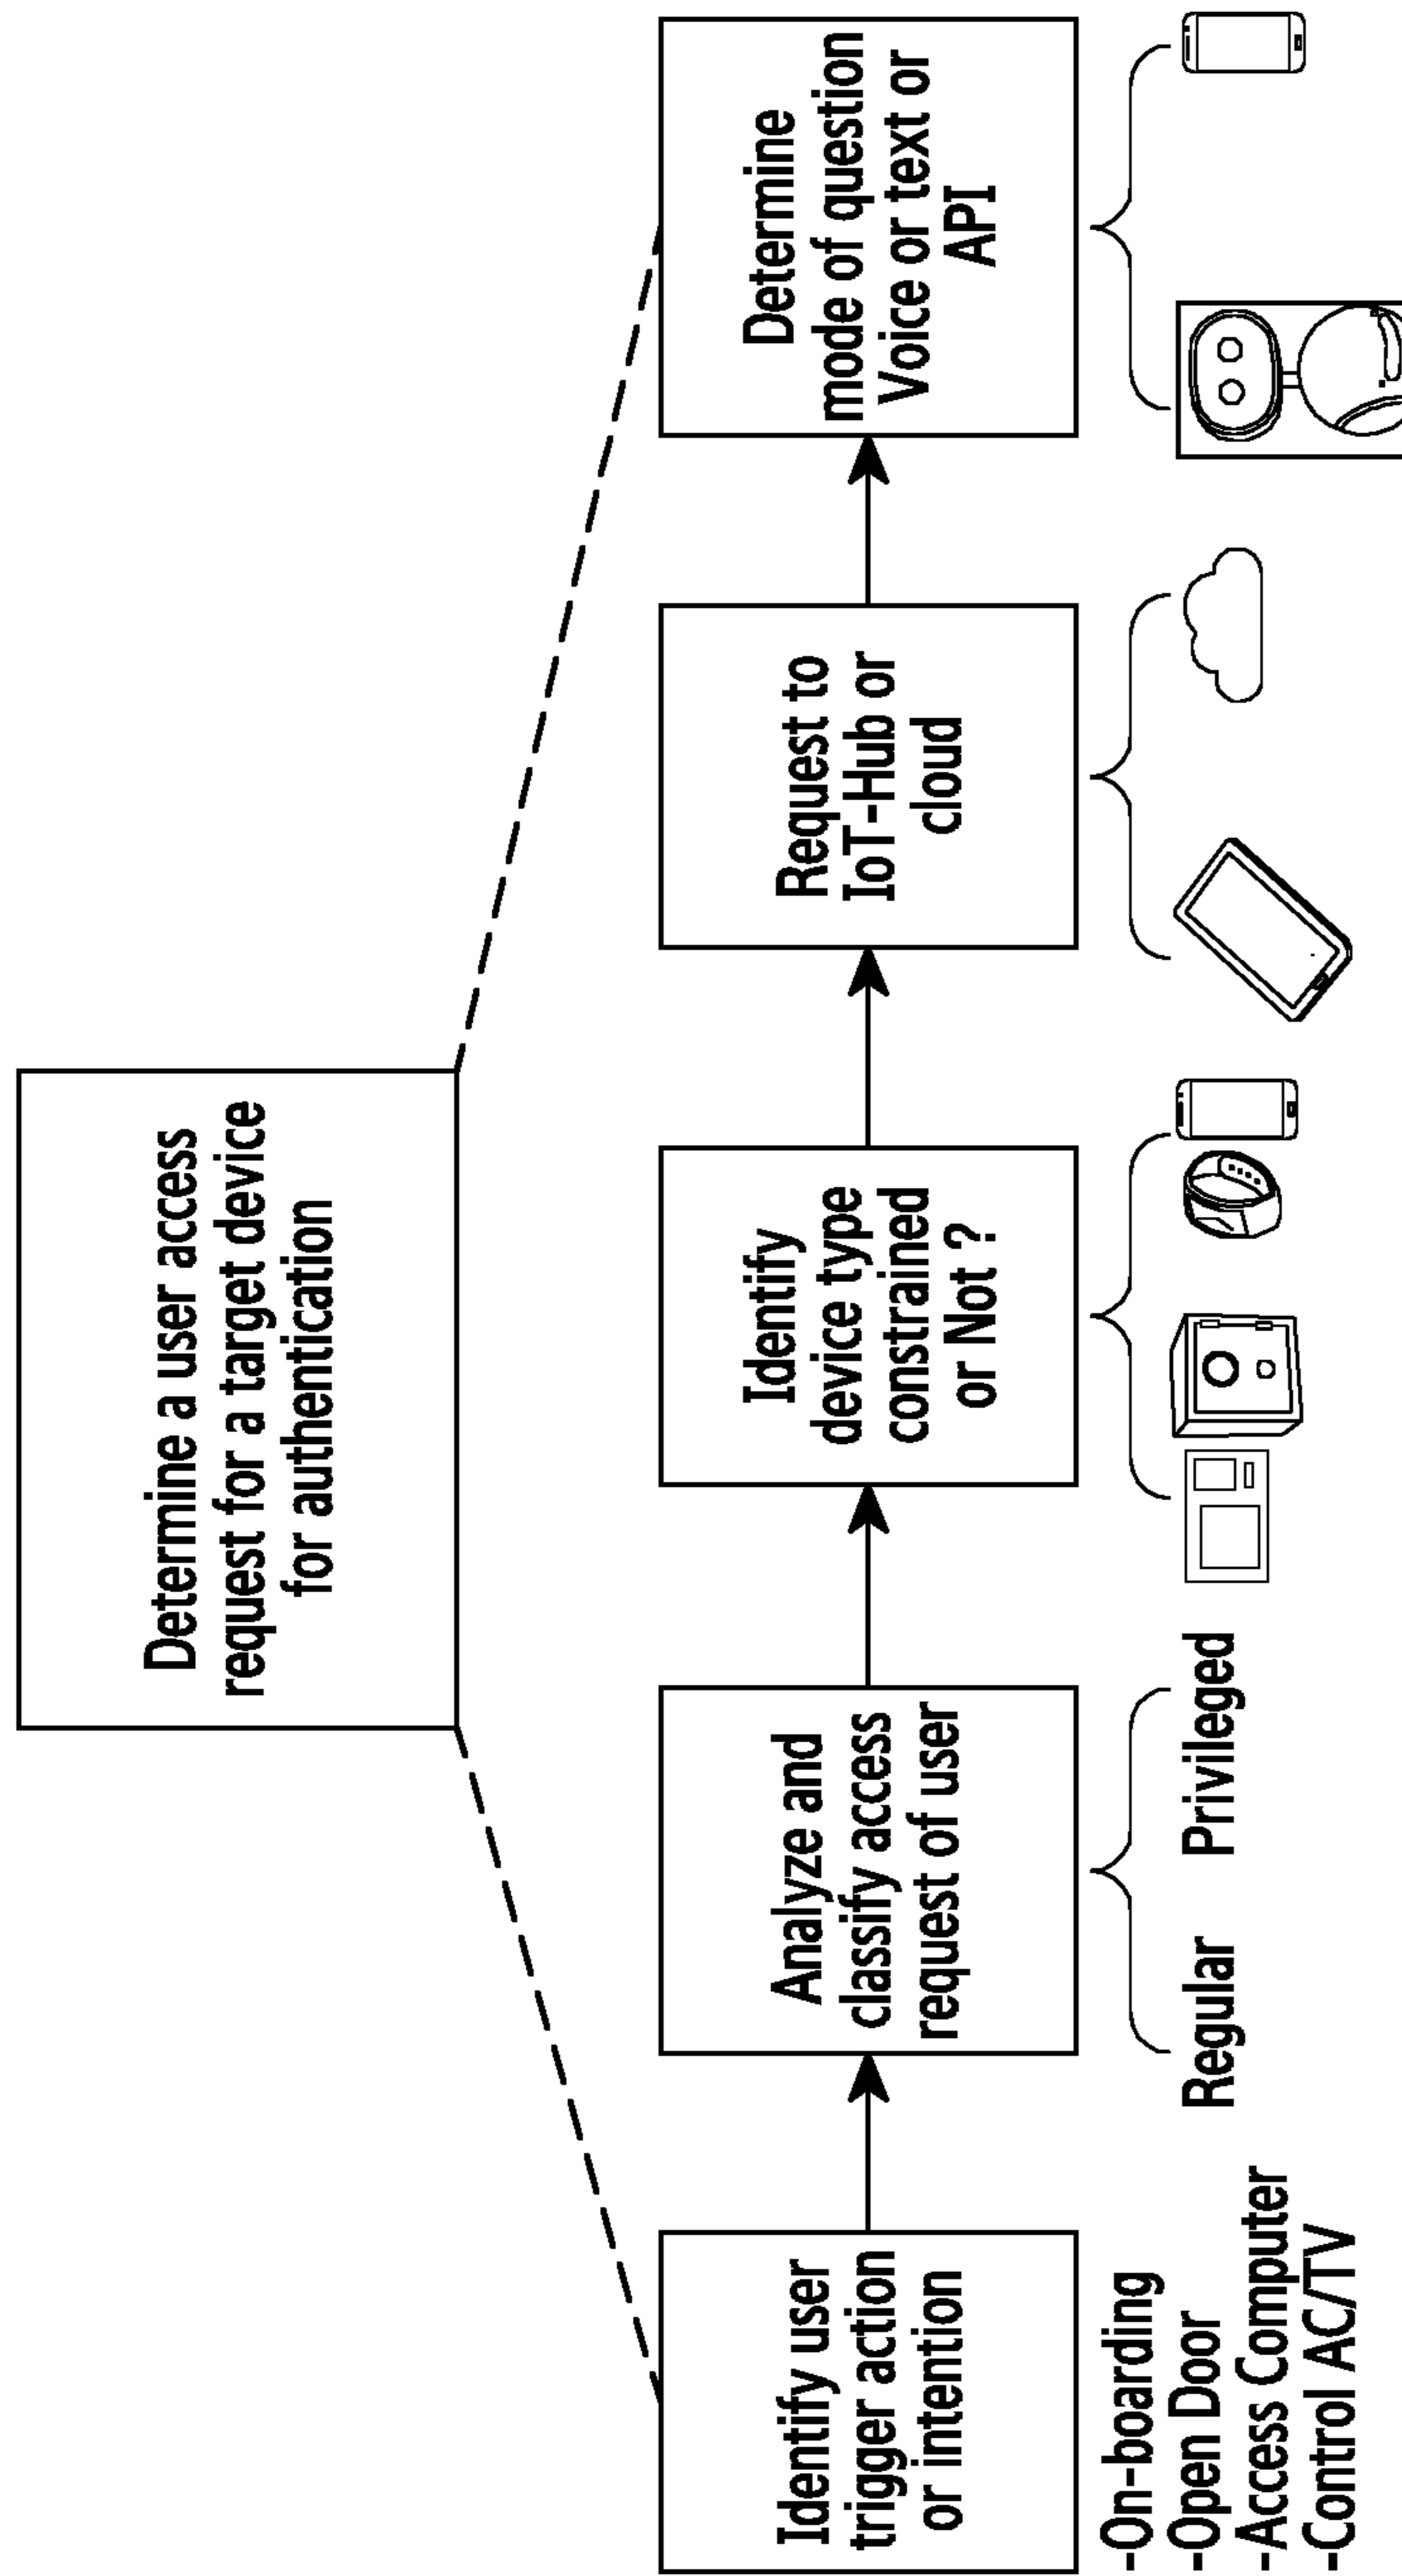 Determine a user access
request for a target device
for authentication
Identify user
trigger action
or intention
-On-boarding
-Open Door
-Access Computer
-Control AC/TV
Analyze and
classify access
request of user
Regular Privileged
Identify
device type
constrained
or Not ?
Request to
IoT-Hub or
cloud
Determine
mode of question
Voice or text or
API